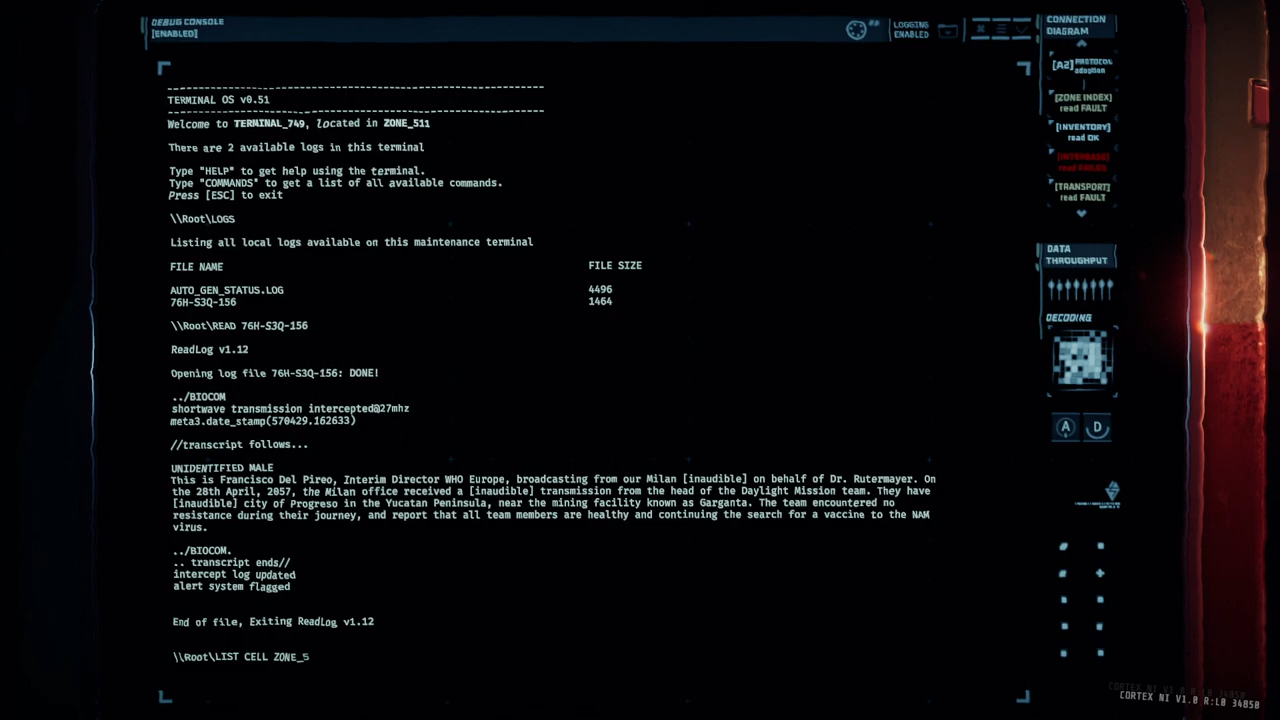 DEBUG CONSOLE
[ENABLED]
LOGGING
ENABLED
------------------------------------------------------------
TERMINAL OS v0.51
------------------------------------------------------------
Welcome to TERMINAL_749, located in ZONE_511
There are 2 available logs in this terminal
Type "HELP" to get help using the terminal.
Type "COMMANDS" to get a list of all available commands.
Press [ESC] to exit
\\Root\LOGS
Listing all local logs available on this maintenance terminal
FILE NAME FILE SIZE
AUTO_GEN_STATUS.LOG 4496
76H-S3Q-156 1464
\\Root\READ 76H-S3Q-156
ReadLog v1.12
Opening log file 76H-S3Q-156: DONE!
../BIOCOM
shortwave transmission intercepted@27mhz
meta3.date_stamp(570429.162633)
//transcript follows...
UNIDENTIFIED MALE
This is Francisco Del Pireo, Interim Director WHO Europe, broadcasting from our Milan [inaudible] on behalf of Dr. Rutermayer. On
the 28th April, 2057, the Milan office received a [inaudible] transmission from the head of the Daylight Mission team. They have
[inaudible] city of Progreso in the Yucatan Peninsula, near the mining facility known as Garganta. The team encountered no
resistance during their journey, and report that all team members are healthy and continuing the search for a vaccine to the NAM
virus.
../BIOCOM.
.. transcript ends//
intercept log updated
alert system flagged
End of file, Exiting ReadLog v1.12
\\Root\LIST CELL ZONE_5
CONNECTION
DIAGRAM
[A2] PROTOCOL
adoption
[ZONE INDEX]
read FAULT
[INVENTORY]
read OK
read FAILED
[TRANSPORT]
read FAULT
DATA
THROUGHPUT
DECODING
A D
CORTEX NI V1.0 R:L0 34850